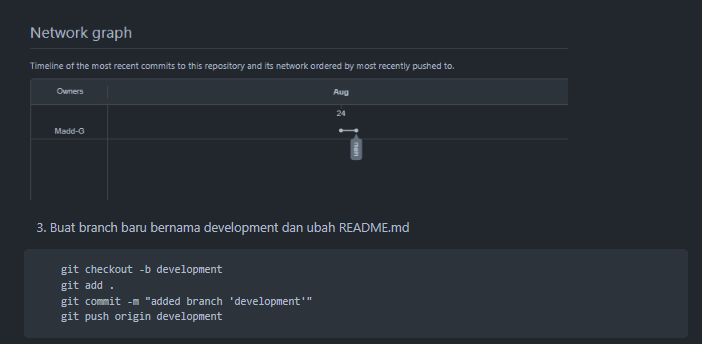 Network graph
Timeline of the most recent commits to this repository and its network ordered by most recently pushed to.
Owners
Aug
24
Madd-G
main
3. Buat branch baru bernama development dan ubah README.md
git checkout -b development
git add .
git commit -m "added branch 'development'"
git push origin development